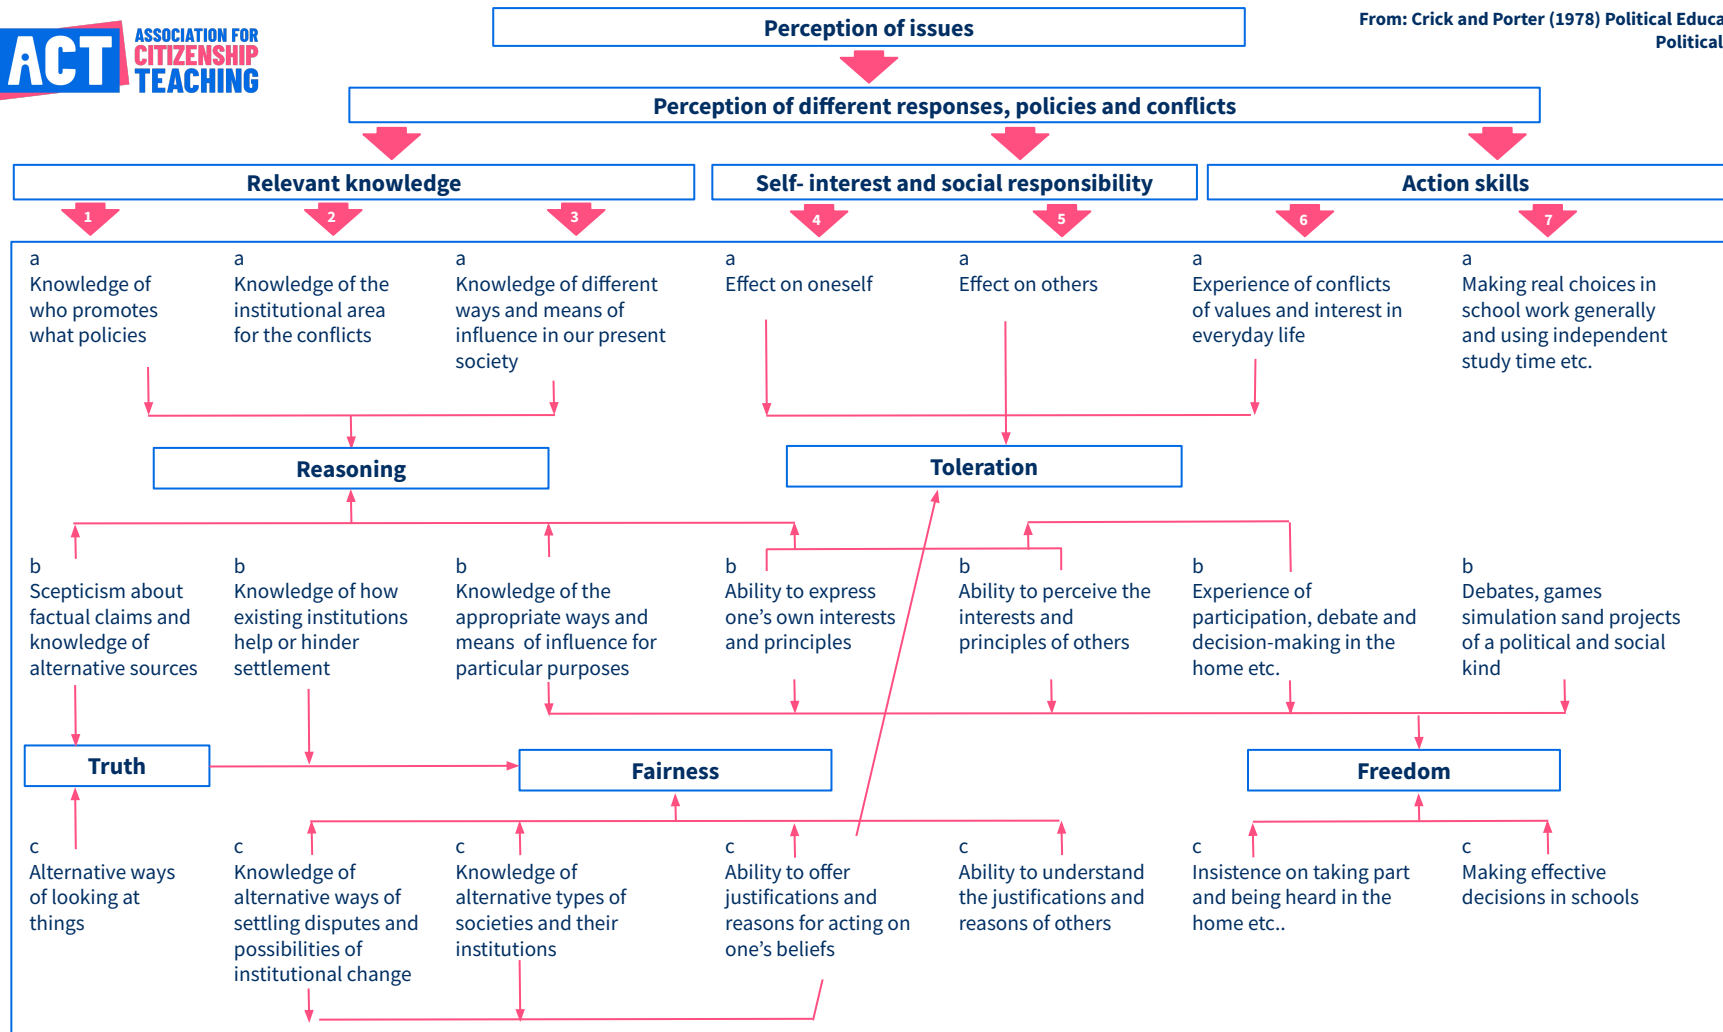 ACT
ASSOCIATION FOR
CITIZENSHIP
TEACHING
Perception of issues
From: Crick and Porter (1978) Political Educa
Political
Perception of different responses, policies and conflicts
Relevant knowledge
Self- interest and social responsibility
Action skills
1
2
3
4
5
6
7
a
Knowledge of
who promotes
what policies
a
Knowledge of the
institutional area
for the conflicts
a
Knowledge of different
ways and means of
influence in our present
society
a
Effect on oneself
a
Effect on others
a
Experience of conflicts
of values and interest in
everyday life
a
Making real choices in
school work generally
and using independent
study time etc.
Reasoning
Toleration
b
Scepticism about
factual claims and
knowledge of
alternative sources
b
Knowledge of how
existing institutions
help or hinder
settlement
b
Knowledge of the
appropriate ways and
means of influence for
particular purposes
b
Ability to express
one's own interests
and principles
b
Ability to perceive the
interests and
principles of others
b
Experience of
participation, debate and
decision-making in the
home etc.
b
Debates, games
simulation sand projects
of a political and social
kind
Truth
Fairness
Freedom
c
Alternative ways
of looking at
things
c
Knowledge of
alternative ways of
settling disputes and
possibilities of
institutional change
c
Knowledge of
alternative types of
societies and their
institutions
c
Ability to offer
justifications and
reasons for acting on
one's beliefs
c
Ability to understand
the justifications and
reasons of others
c
Insistence on taking part
and being heard in the
home etc..
c
Making effective
decisions in schools